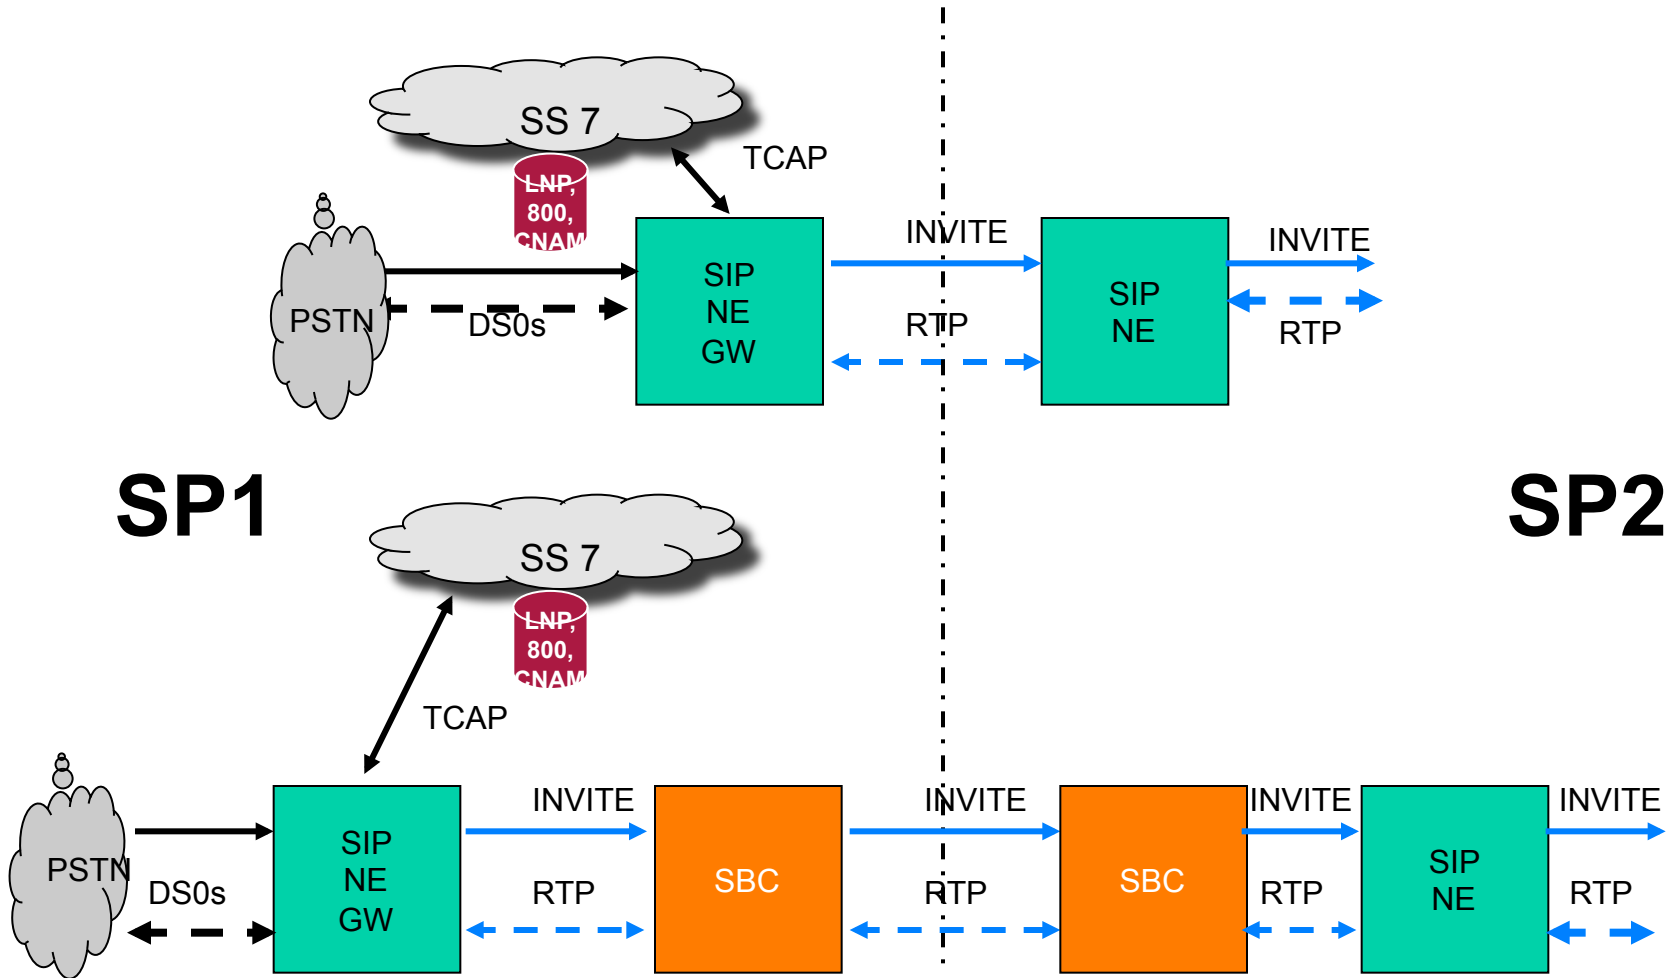 SS 7
TCAP
LNP,
800,
CNAM
INVITE
INVITE
SIP
NE
GW
SIP
NE
PSTN
DS0s
RTP
RTP
SP1
SP2
SS 7
LNP,
800,
CNAM
TCAP
INVITE
INVITE
INVITE
INVITE
PSTN
DS0s
SIP
NE
GW
RTP
SBC
RTP
SBC
RTP
SIP
NE
RTP